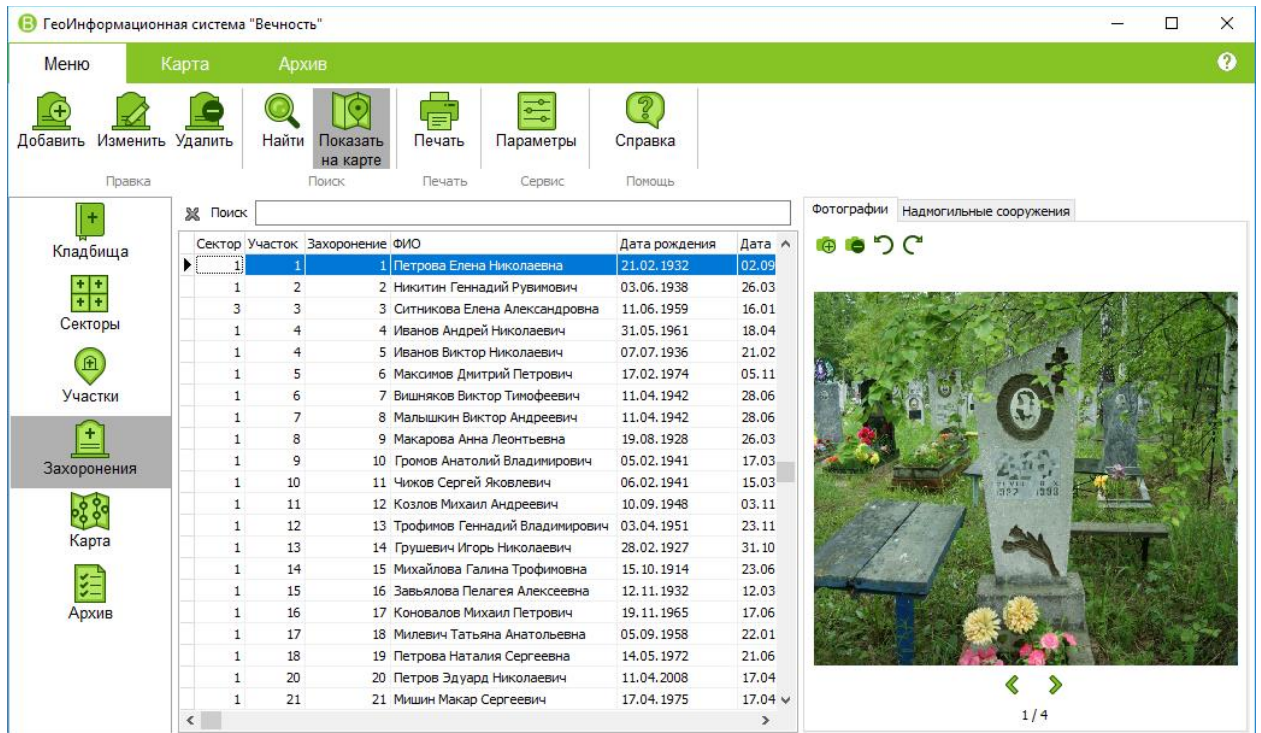 В ГеоИнформационная система "Вечность"
Меню Карта Архив ?
Добавить Изменить Удалить Найти Показать на карте Печать Параметры Справка
Правка Поиск Печать Сервис Помощь
Кладбища
Секторы
Участки
Захоронения
Карта
Архив
Поиск
Сектор Участок Захоронение ФИО Дата рождения Дата
1 1 1 Петрова Елена Николаевна 21.02.1932 02.09
1 2 2 Никитин Геннадий Рувимович 03.06.1938 26.03
3 3 3 Ситникова Елена Александровна 11.06.1959 16.01
1 4 4 Иванов Андрей Николаевич 31.05.1961 18.04
1 4 5 Иванов Виктор Николаевич 07.07.1936 21.02
1 5 6 Максимов Дмитрий Петрович 17.02.1974 05.11
1 6 7 Вишняков Виктор Тимофеевич 11.04.1942 28.06
1 7 8 Малышкин Виктор Андреевич 11.04.1942 28.06
1 8 9 Макарова Анна Леонтьевна 19.08.1928 26.03
1 9 10 Громов Анатолий Владимирович 05.02.1941 17.03
1 10 11 Чижов Сергей Яковлевич 06.02.1941 15.03
1 11 12 Козлов Михаил Андреевич 10.09.1948 03.11
1 12 13 Трофимов Геннадий Владимирович 03.04.1951 23.11
1 13 14 Грушевич Игорь Николаевич 28.02.1927 31.10
1 14 15 Михайлова Галина Трофимовна 15.10.1914 23.06
1 15 16 Завьялова Пелагея Алексеевна 12.11.1932 12.03
1 16 17 Коновалов Михаил Петрович 19.11.1965 17.06
1 17 18 Милевич Татьяна Анатольевна 05.09.1958 22.01
1 18 19 Петрова Наталия Сергеевна 14.05.1972 21.06
1 20 20 Петров Эдуард Николаевич 11.04.2008 17.04
1 21 21 Мишин Макар Сергеевич 17.04.1975 17.04
Фотографии Надмогильные сооружения
1 / 4